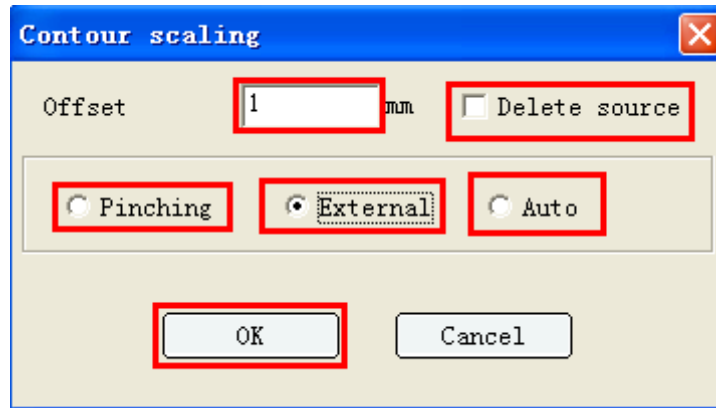 Contour scaling
Offset 1 mm Delete source
Pinching External Auto
OK Cancel